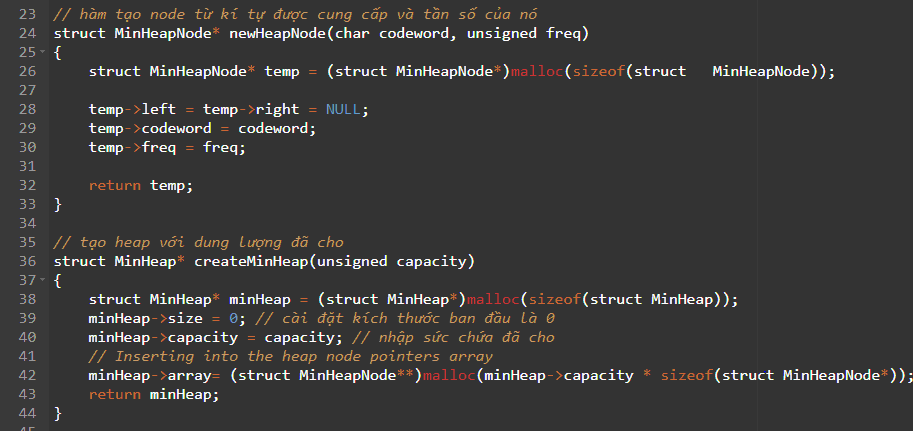 23 // hàm tạo node từ kí tự được cung cấp và tần số của nó
24 struct MinHeapNode* newHeapNode(char codeword, unsigned freq)
25 {
26     struct MinHeapNode* temp = (struct MinHeapNode*)malloc(sizeof(struct   MinHeapNode));
27
28     temp->left = temp->right = NULL;
29     temp->codeword = codeword;
30     temp->freq = freq;
31
32     return temp;
33 }
34
35 // tạo heap với dung lượng đã cho
36 struct MinHeap* createMinHeap(unsigned capacity)
37 {
38     struct MinHeap* minHeap = (struct MinHeap*)malloc(sizeof(struct MinHeap));
39     minHeap->size = 0; // cài đặt kích thước ban đầu là 0
40     minHeap->capacity = capacity; // nhập sức chứa đã cho
41     // Inserting into the heap node pointers array
42     minHeap->array= (struct MinHeapNode**)malloc(minHeap->capacity * sizeof(struct MinHeapNode*));
43     return minHeap;
44 }